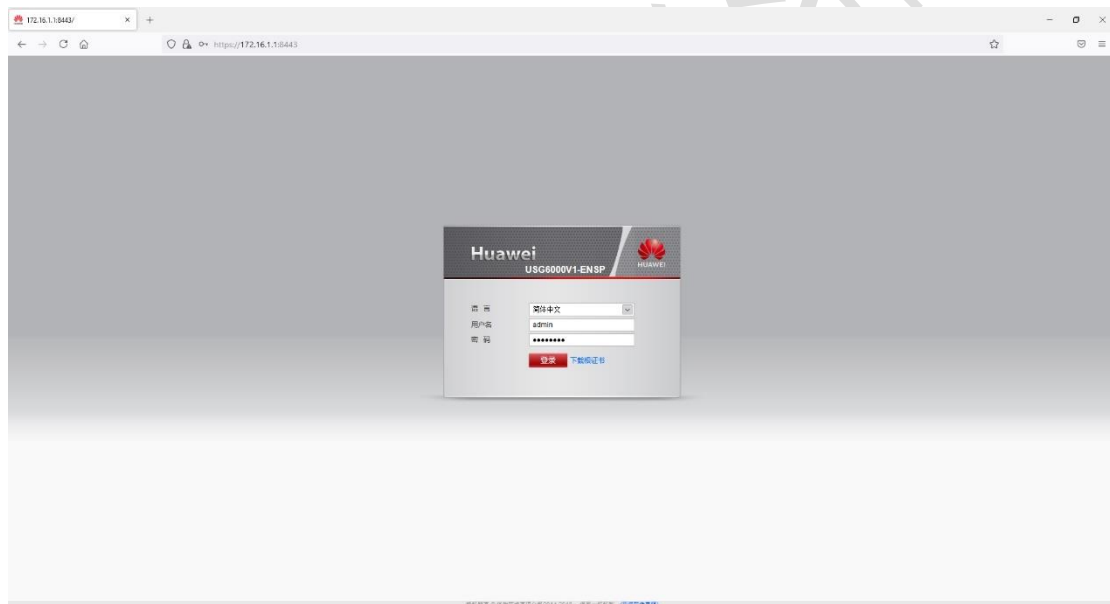 172.16.1.1:8443/
https://172.16.1.1:8443
Huawei
USG6000V1-ENSP
HUAWEI
语 言 简体中文
用户名 admin
密 码 ••••••••
登录 下载根证书